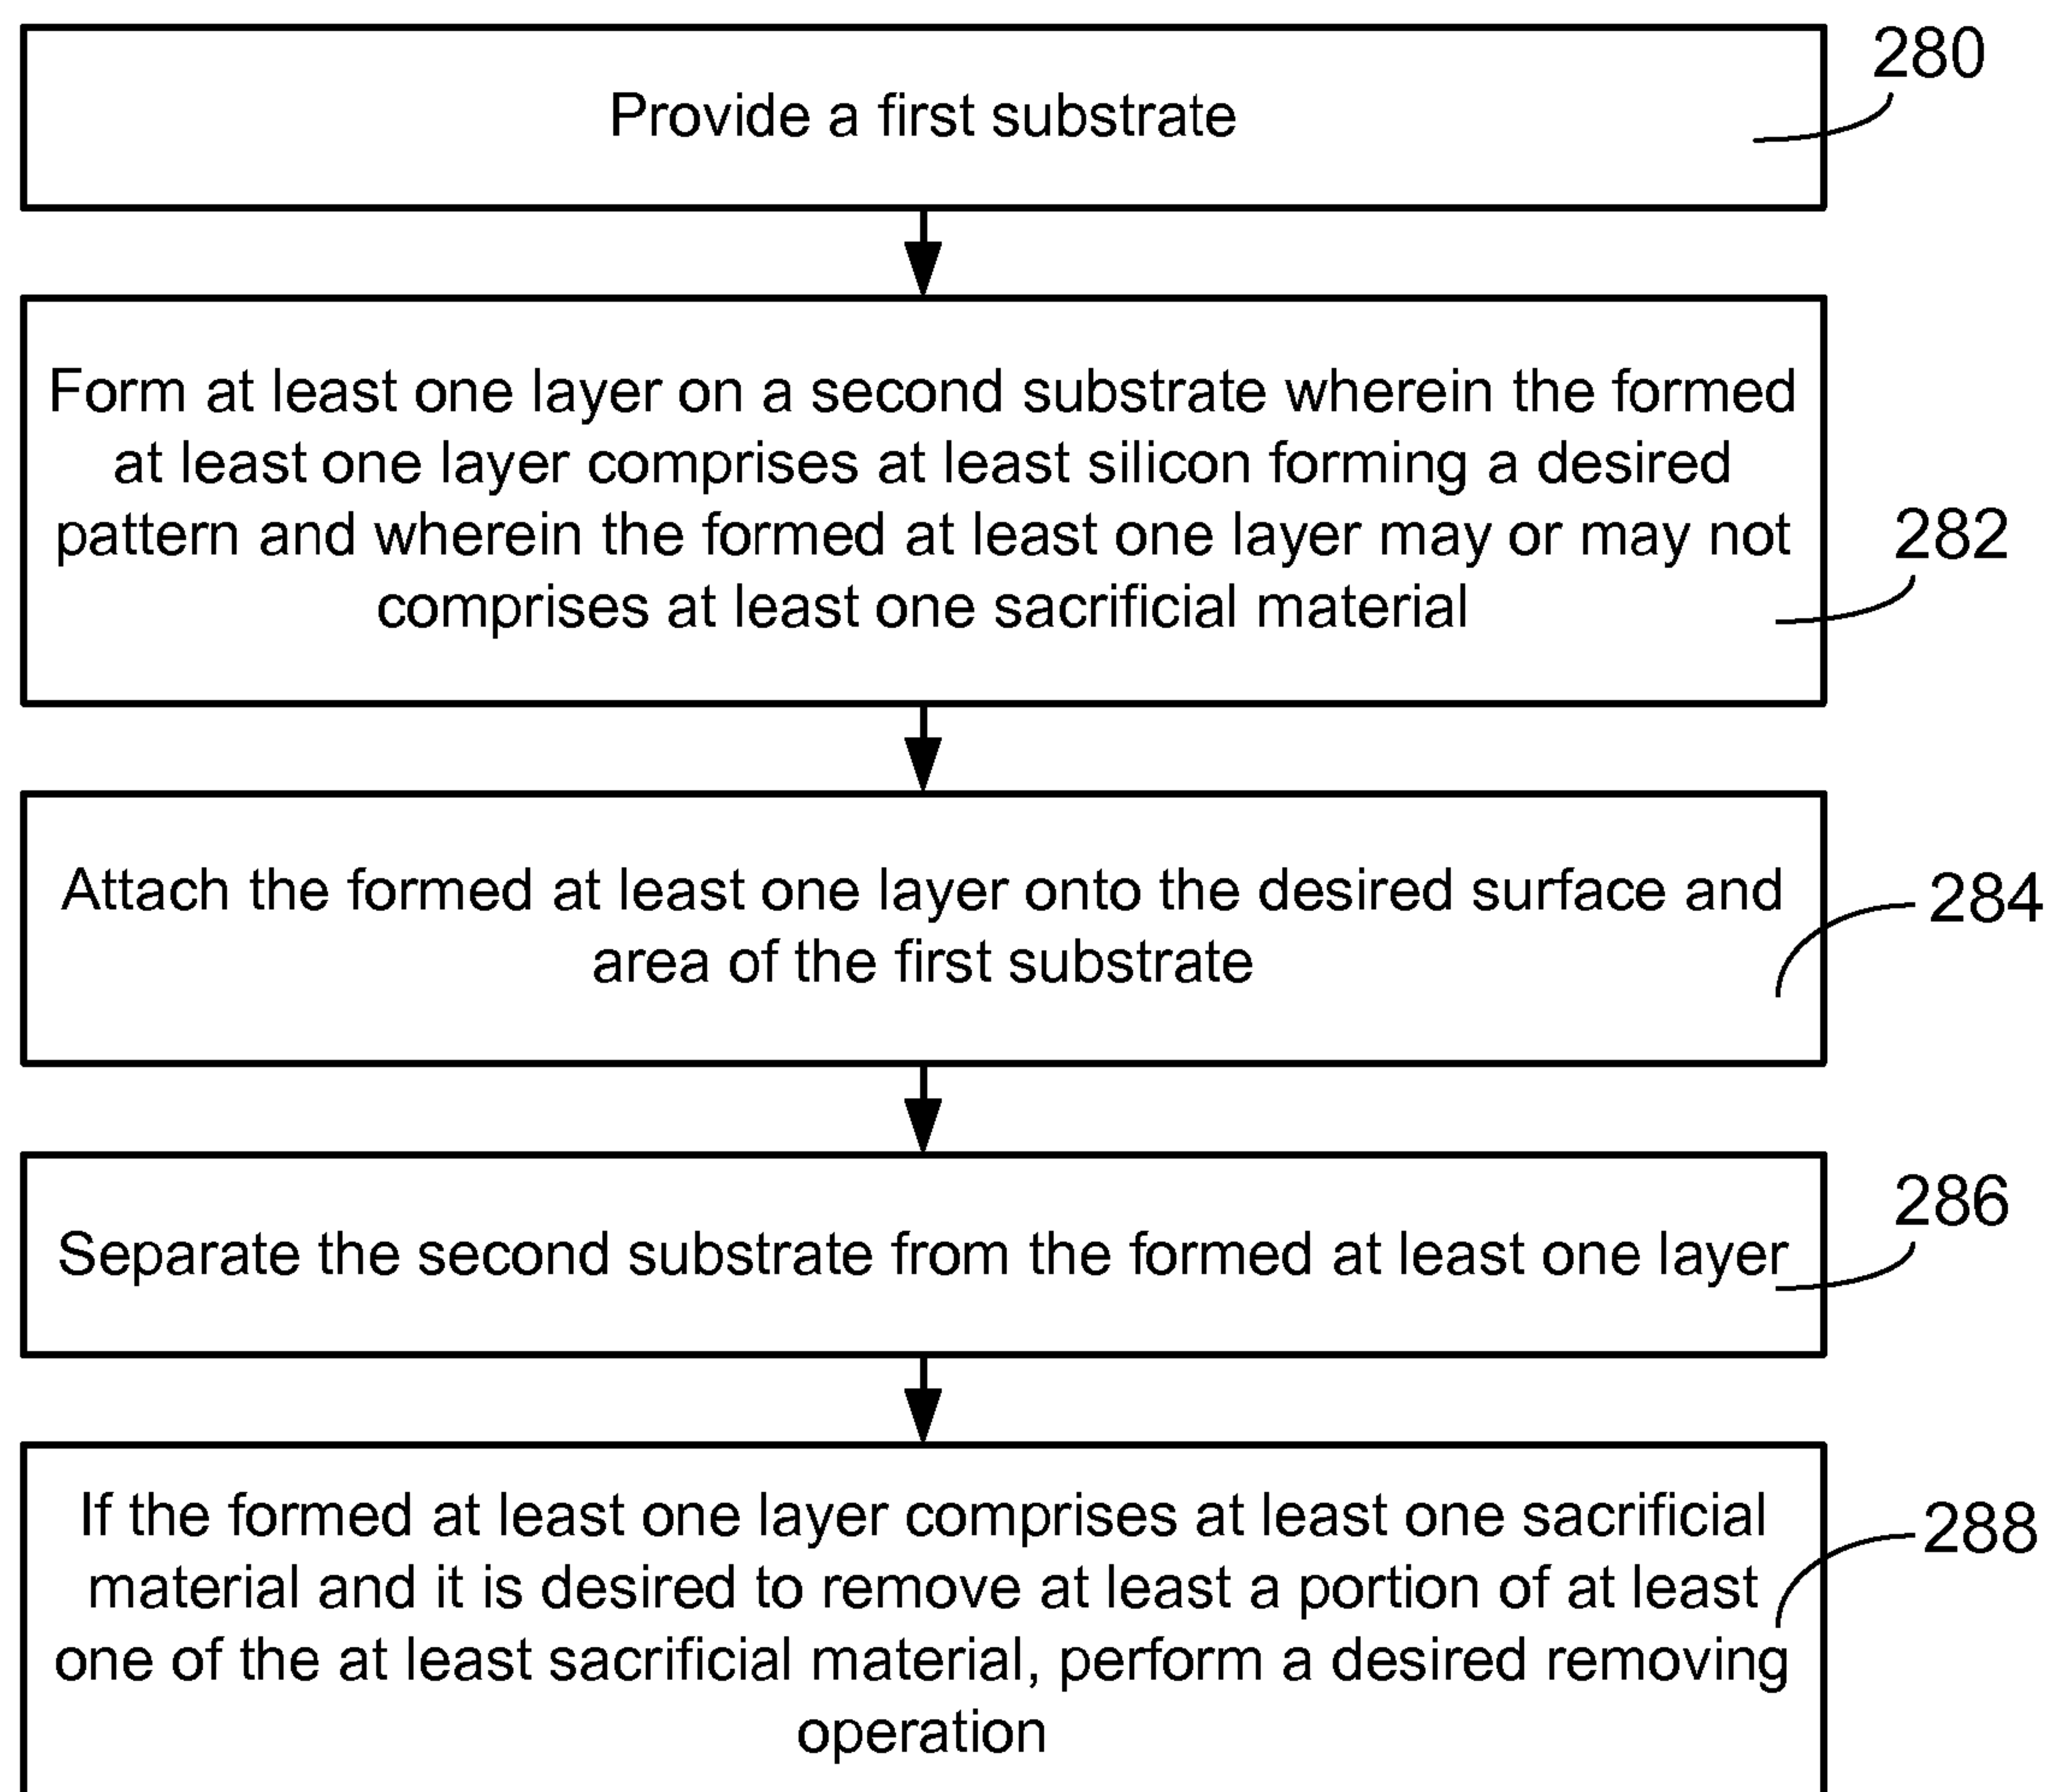 280
Provide a first substrate
Form at least one layer on a second substrate wherein the formed
at least one layer comprises at least silicon forming a desired
pattern and wherein the formed at least one layer may or may not
282
comprises at least one sacrificial material
Attach the formed at least one layer onto the desired surface and
284
area of the first substrate
286
Separate the second substrate from the formed at least one layer
If the formed at least one layer comprises at least one sacrificial
288
material and it is desired to remove at least a portion of at least
one of the at least sacrificial material, perform a desired removing
operation